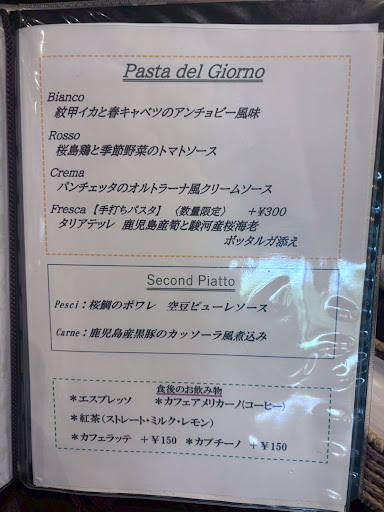 Pasta del Giorno
Bianco
紋甲イカと春キャベツのアンチョビー風味
Rosso
桜島鶏と季節野菜のトマトソース
Crema
パンチェッタのオルトラーナ風クリームソース
Fresca 【手打ちパスタ】 (数量限定) +¥300
タリアテッレ 鹿児島産筍と駿河産桜海老
ボッタルガ添え
Second Piatto
Pesci:桜鯛のポワレ 空豆ピューレソース
Carne:鹿児島産黒豚のカッソーラ風煮込み
食後のお飲み物
*エスプレッソ *カフェアメリカーノ(コーヒー)
*紅茶(ストレート・ミルク・レモン)
*カフェラッテ +¥150 *カプチーノ +¥150